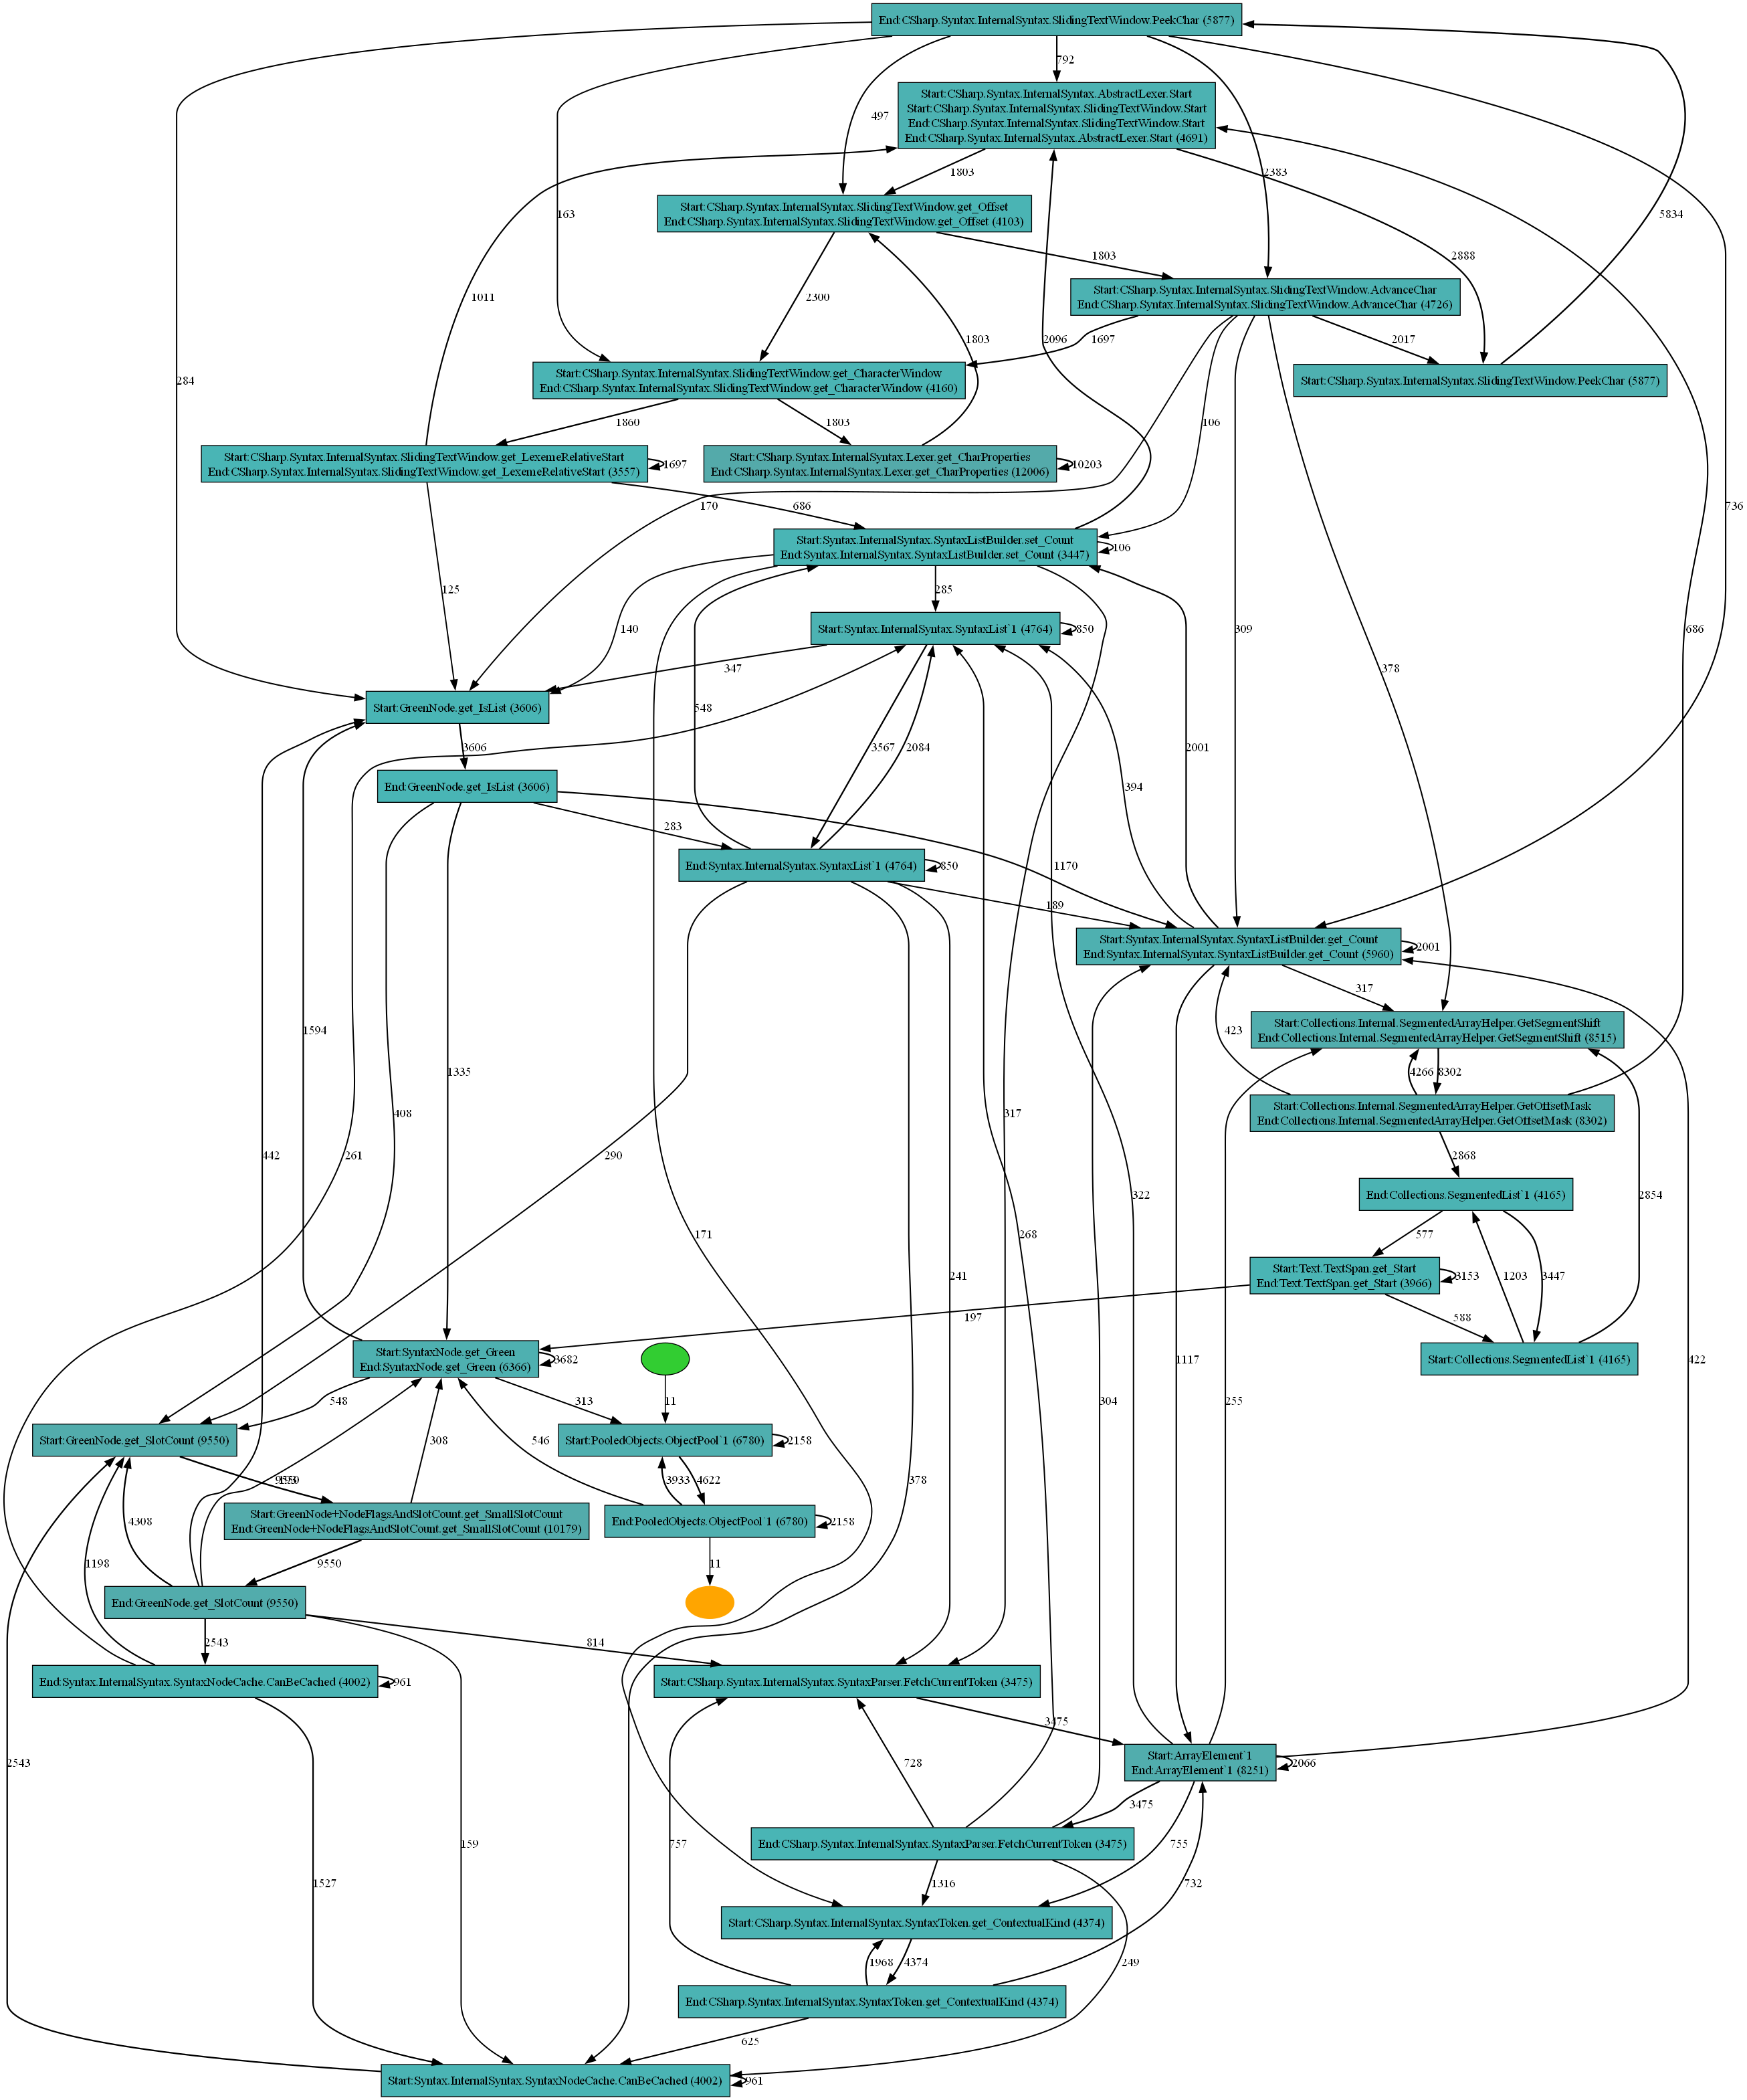 End:CSharp.Syntax.InternalSyntax.SlidingTextWindow.PeekChar (5877)
792
Start:CSharp.Syntax.InternalSyntax.AbstractLexer.Start
Start:CSharp.Syntax.InternalSyntax.SlidingTextWindow.Start
End:CSharp.Syntax.InternalSyntax.SlidingTextWindow.Start
End:CSharp.Syntax.InternalSyntax.AbstractLexer.Start (4691)
497
1803
2383
Start:CSharp.Syntax.InternalSyntax.SlidingTextWindow.get_Offset
End:CSharp.Syntax.InternalSyntax.SlidingTextWindow.get_Offset (4103)
163
5834
1803
2888
Start:CSharp.Syntax.InternalSyntax.SlidingTextWindow.AdvanceChar
End:CSharp.Syntax.InternalSyntax.SlidingTextWindow.AdvanceChar (4726)
1011
2300
1803
2096
1697
2017
284
Start:CSharp.Syntax.InternalSyntax.SlidingTextWindow.get_CharacterWindow
End:CSharp.Syntax.InternalSyntax.SlidingTextWindow.get_CharacterWindow (4160)
Start:CSharp.Syntax.InternalSyntax.SlidingTextWindow.PeekChar (5877)
1860
1803
106
Start:CSharp.Syntax.InternalSyntax.SlidingTextWindow.get_LexemeRelativeStart
End:CSharp.Syntax.InternalSyntax.SlidingTextWindow.get_LexemeRelativeStart (3557)
1697
Start:CSharp.Syntax.InternalSyntax.Lexer.get_CharProperties
End:CSharp.Syntax.InternalSyntax.Lexer.get_CharProperties (12006)
10203
686
170
736
Start:Syntax.InternalSyntax.SyntaxListBuilder.set_Count
End:Syntax.InternalSyntax.SyntaxListBuilder.set_Count (3447)
106
125
285
140
309
686
Start:Syntax.InternalSyntax.SyntaxList`1 (4764)
850
347
378
Start:GreenNode.get_IsList (3606)
548
3606
3567
2084
2001
End:GreenNode.get_IsList (3606)
394
283
1170
End:Syntax.InternalSyntax.SyntaxList`1 (4764)
850
189
Start:Syntax.InternalSyntax.SyntaxListBuilder.get_Count
End:Syntax.InternalSyntax.SyntaxListBuilder.get_Count (5960)
2001
317
1594
423
Start:Collections.Internal.SegmentedArrayHelper.GetSegmentShift
End:Collections.Internal.SegmentedArrayHelper.GetSegmentShift (8515)
1335
4266
8302
408
317
Start:Collections.Internal.SegmentedArrayHelper.GetOffsetMask
End:Collections.Internal.SegmentedArrayHelper.GetOffsetMask (8302)
442
261
290
2868
End:Collections.SegmentedList`1 (4165)
322
2854
171
268
577
Start:Text.TextSpan.get_Start
End:Text.TextSpan.get_Start (3966)
3153
1203
3447
241
197
588
Start:SyntaxNode.get_Green
End:SyntaxNode.get_Green (6366)
3682
11
304
1117
255
422
Start:Collections.SegmentedList`1 (4165)
548
313
Start:GreenNode.get_SlotCount (9550)
Start:PooledObjects.ObjectPool`1 (6780)
2158
308
546
9550
3933
4622
378
Start:GreenNode+NodeFlagsAndSlotCount.get_SmallSlotCount
End:GreenNode+NodeFlagsAndSlotCount.get_SmallSlotCount (10179)
End:PooledObjects.ObjectPool`1 (6780)
2158
4308
1198
9550
11
End:GreenNode.get_SlotCount (9550)
2543
814
End:Syntax.InternalSyntax.SyntaxNodeCache.CanBeCached (4002)
961
Start:CSharp.Syntax.InternalSyntax.SyntaxParser.FetchCurrentToken (3475)
3475
2543
728
Start:ArrayElement`1
End:ArrayElement`1 (8251)
2066
3475
159
757
End:CSharp.Syntax.InternalSyntax.SyntaxParser.FetchCurrentToken (3475)
755
1527
1316
732
Start:CSharp.Syntax.InternalSyntax.SyntaxToken.get_ContextualKind (4374)
1968
4374
249
End:CSharp.Syntax.InternalSyntax.SyntaxToken.get_ContextualKind (4374)
625
Start:Syntax.InternalSyntax.SyntaxNodeCache.CanBeCached (4002)
961